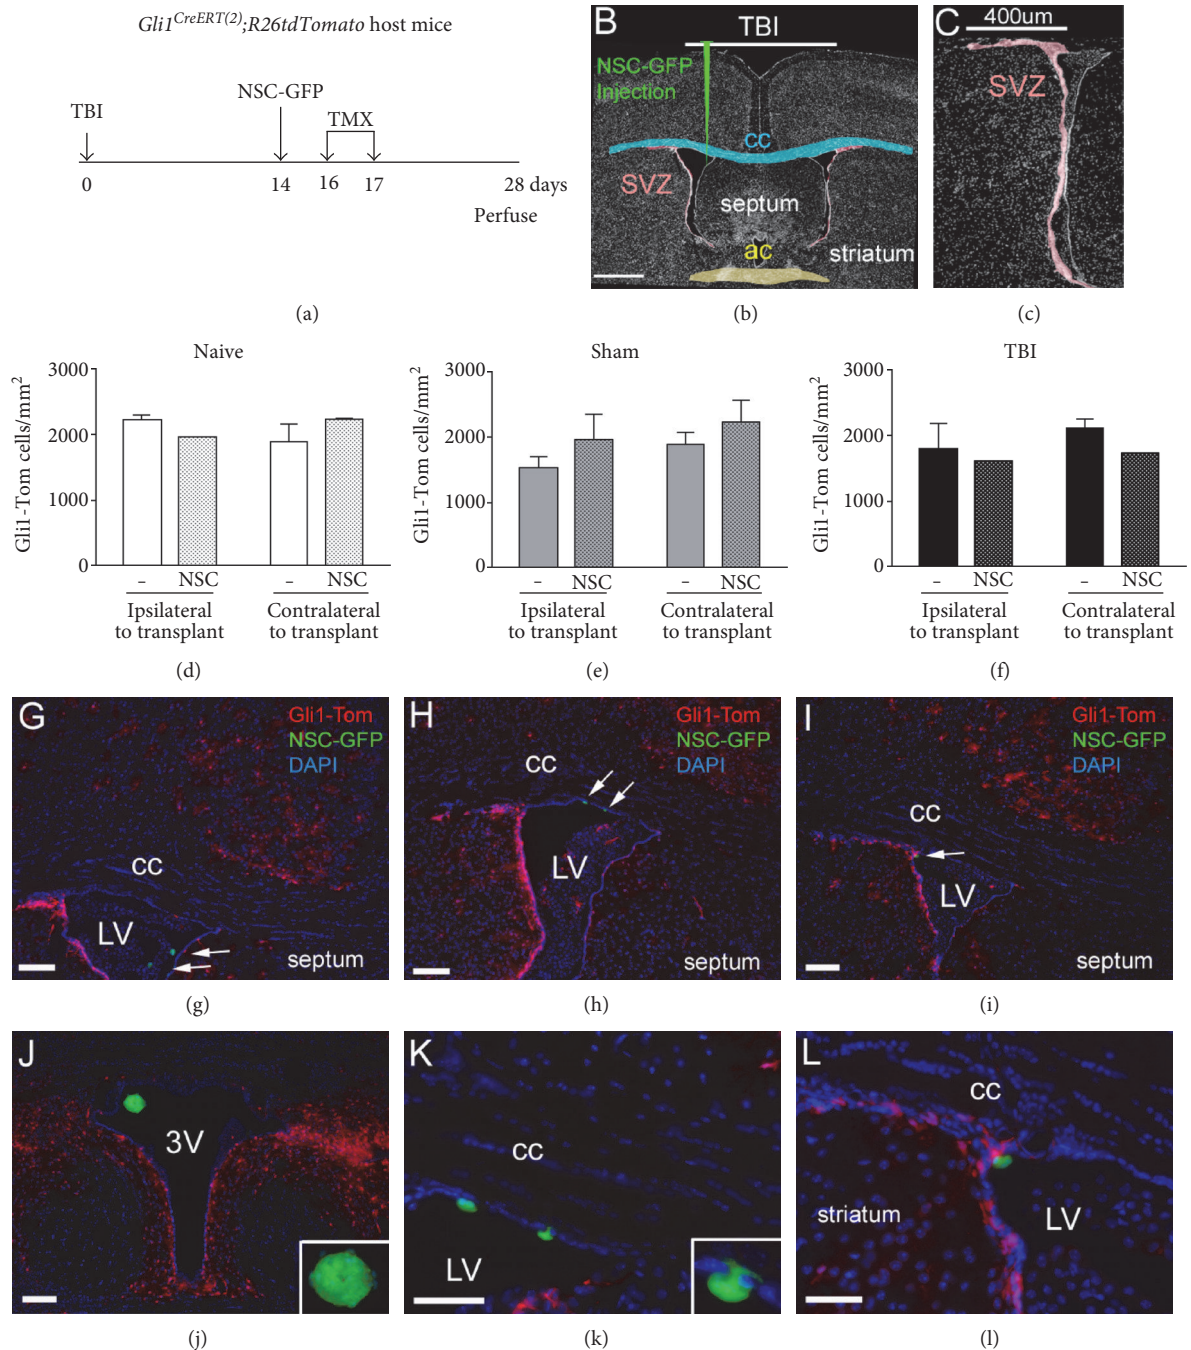 Gli1CreERT(2);R26tdTomato host mice
TBI
NSC-GFP
TMX
0
14
16
17
28 days
Perfuse
(a)
B
TBI
NSC-GFP
Injection
cc
SVZ
septum
ac
striatum
(b)
C
400um
SVZ
(c)
Naive
Gli1-Tom cells/mm2
3000
2000
1000
0
–
NSC
–
NSC
Ipsilateral
to transplant
Contralateral
to transplant
(d)
Sham
Gli1-Tom cells/mm2
3000
2000
1000
0
–
NSC
–
NSC
Ipsilateral
to transplant
Contralateral
to transplant
(e)
TBI
Gli1-Tom cells/mm2
3000
2000
1000
0
–
NSC
–
NSC
Ipsilateral
to transplant
Contralateral
to transplant
(f)
G
Gli1-Tom
NSC-GFP
DAPI
cc
LV
septum
(g)
H
Gli1-Tom
NSC-GFP
DAPI
cc
LV
septum
(h)
I
Gli1-Tom
NSC-GFP
DAPI
cc
LV
septum
(i)
J
3V
(j)
K
cc
LV
(k)
L
cc
striatum
LV
(l)